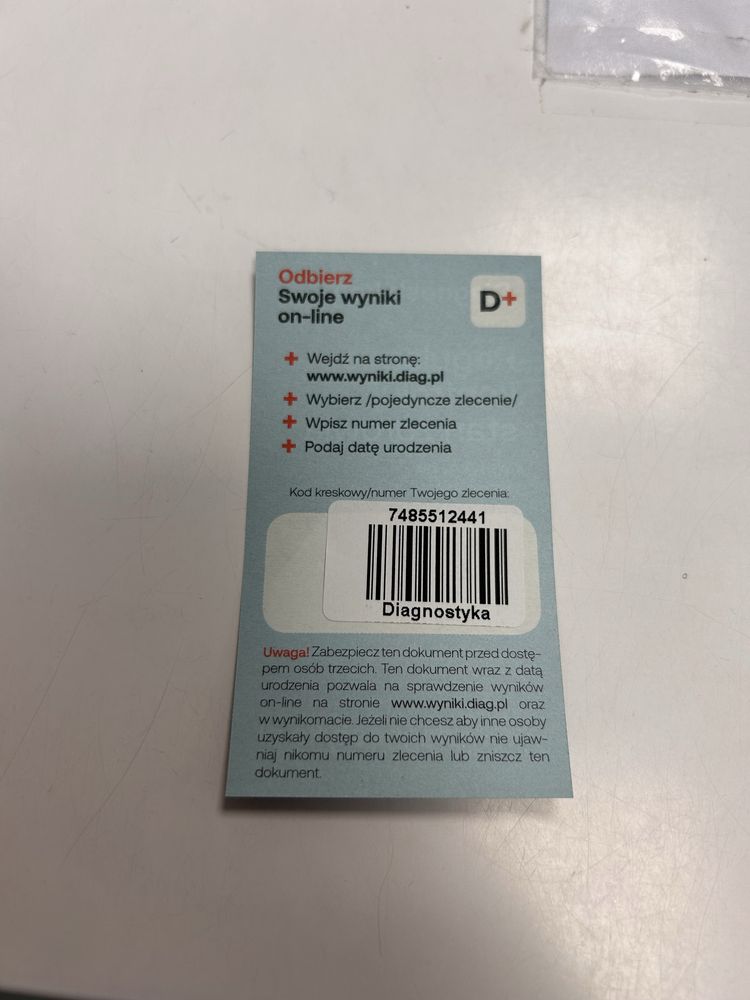 Odbierz
Swoje wyniki
on-line
D+
Wejdź na stronę:
www.wyniki.diag.pl
Wybierz /pojedyncze zlecenie/
Wpisz numer zlecenia
Podaj datę urodzenia
Kod kreskowy/numer Twojego zlecenia:
7485512441
Diagnostyka
Uwaga! Zabezpiecz ten dokument przed dostę-
pem osób trzecich. Ten dokument wraz z datą
urodzenia pozwala na sprawdzenie wyników
on-line na stronie www.wyniki.diag.pl oraz
w wynikomacie. Jeżeli nie chcesz aby inne osoby
uzyskały dostęp do twoich wyników nie ujaw-
niaj nikomu numeru zlecenia lub zniszcz ten
dokument.